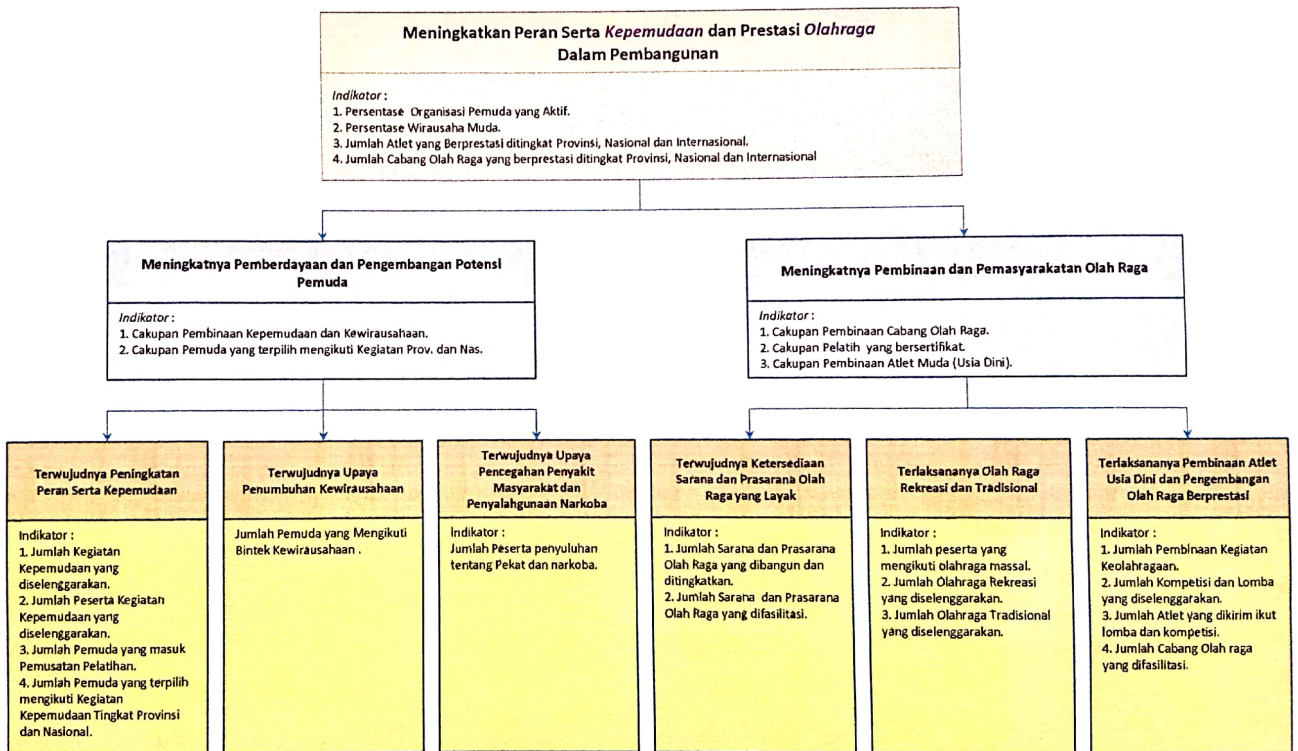 Meningkatkan Peran Serta Kepemudaan dan Prestasi Olahraga
Dalam Pembangunan
Indikator :
1. Persentase Organisasi Pemuda yang Aktif.
2. Persentase Wirausaha Muda.
3. Jumlah Atlet yang Berprestasi ditingkat Provinsi, Nasional dan Internasional.
4. Jumlah Cabang Olah Raga yang berprestasi ditingkat Provinsi, Nasional dan Internasional
Meningkatnya Pemberdayaan dan Pengembangan Potensi
Pemuda
Indikator :
1. Cakupan Pembinaan Kepemudaan dan Kewirausahaan.
2. Cakupan Pemuda yang terpilih mengikuti Kegiatan Prov. dan Nas.
Meningkatnya Pembinaan dan Pemasyarakatan Olah Raga
Indikator :
1. Cakupan Pembinaan Cabang Olah Raga.
2. Cakupan Pelatih yang bersertifikat.
3. Cakupan Pembinaan Atlet Muda (Usia Dini).
Terwujudnya Peningkatan
Peran Serta Kepemudaan
Indikator :
1. Jumlah Kegiatan
Kepemudaan yang
diselenggarakan.
2. Jumlah Peserta Kegiatan
Kepemudaan yang
diselenggarakan.
3. Jumlah Pemuda yang masuk
Pemusatan Pelatihan.
4. Jumlah Pemuda yang terpilih
mengikuti Kegiatan
Kepemudaan Tingkat Provinsi
dan Nasional.
Terwujudnya Upaya
Penumbuhan Kewirausahaan
Jumlah Pemuda yang Mengikuti
Bintek Kewirausahaan .
Terwujudnya Upaya
Pencegahan Penyakit
Masyarakat dan
Penyalahgunaan Narkoba
Indikator :
Jumlah Peserta penyuluhan
tentang Pekat dan narkoba.
Terwujudnya Ketersediaan
Sarana dan Prasarana Olah
Raga yang Layak
Indikator :
1. Jumlah Sarana dan Prasarana
Olah Raga yang dibangun dan
ditingkatkan.
2. Jumlah Sarana dan Prasarana
Olah Raga yang difasilitasi.
Terlaksananya Olah Raga
Rekreasi dan Tradisional
Indikator :
1. Jumlah peserta yang
mengikuti olahraga massal.
2. Jumlah Olahraga Rekreasi
yang diselenggarakan.
3. Jumlah Olahraga Tradisional
yang diselenggarakan.
Terlaksananya Pembinaan Atlet
Usia Dini dan Pengembangan
Olah Raga Berprestasi
Indikator :
1. Jumlah Pembinaan Kegiatan
Keolahragaan.
2. Jumlah Kompetisi dan Lomba
yang diselenggarakan.
3. Jumlah Atlet yang dikirim ikut
lomba dan kompetisi.
4. Jumlah Cabang Olah raga
yang difasilitasi.